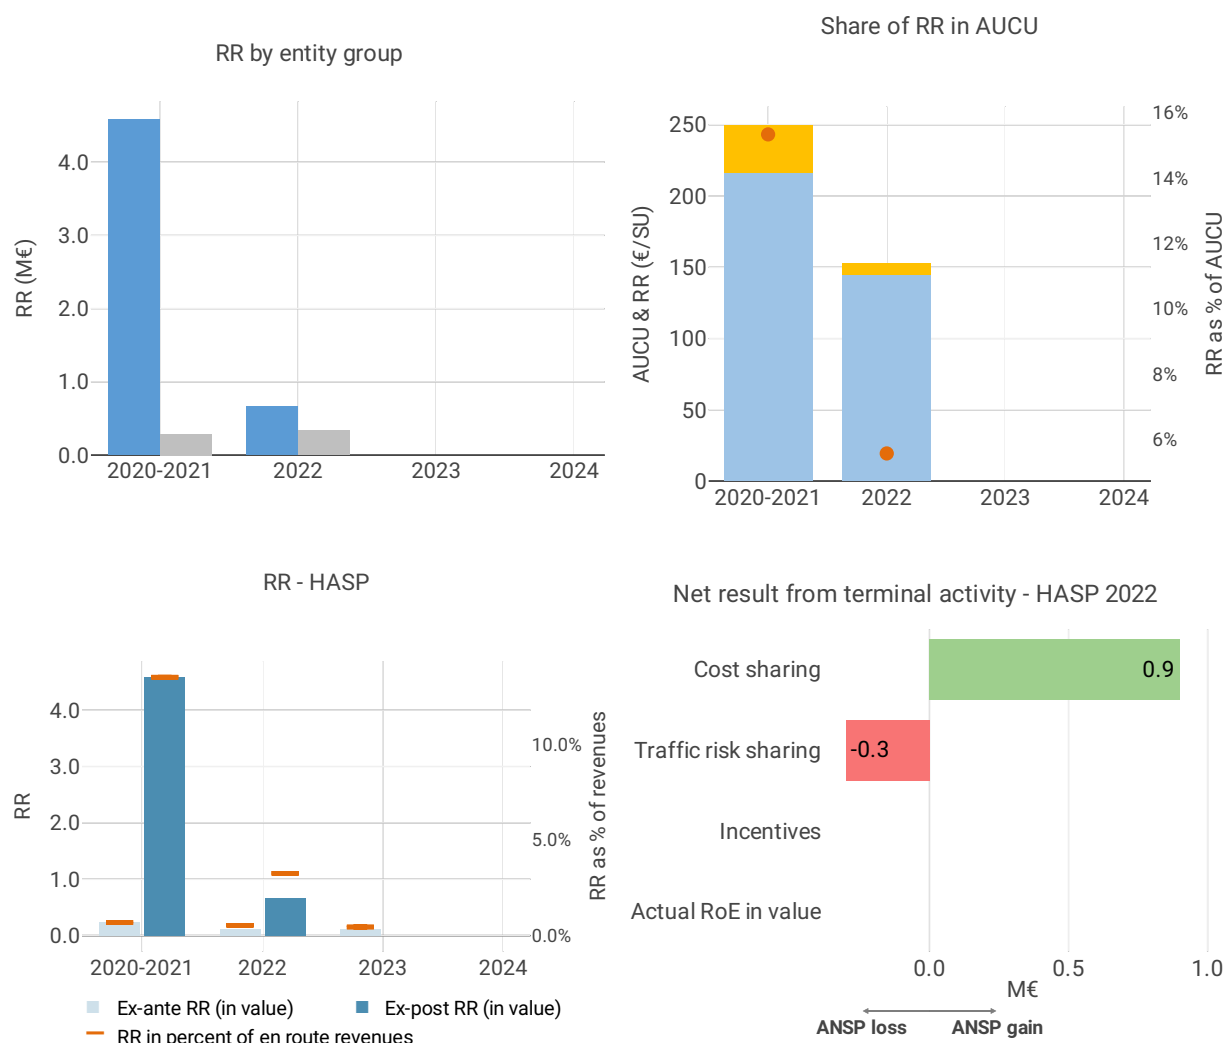 RR by entity group
RR (M€)
4.0
3.0
2.0
1.0
0.0
2020-2021
2022
2023
2024
Share of RR in AUCU
AUCU & RR (€/SU)
250
200
150
100
50
0
16%
14%
12%
10%
8%
6%
RR as % of AUCU
2020-2021
2022
2023
2024
RR - HASP
RR
4.0
3.0
2.0
1.0
0.0
10.0%
5.0%
0.0%
RR as % of revenues
2020-2021
2022
2023
2024
Ex-ante RR (in value)
Ex-post RR (in value)
RR in percent of en route revenues
Net result from terminal activity - HASP 2022
Cost sharing
0.9
Traffic risk sharing
-0.3
Incentives
Actual RoE in value
0.0
0.5
1.0
M€
ANSP loss
ANSP gain